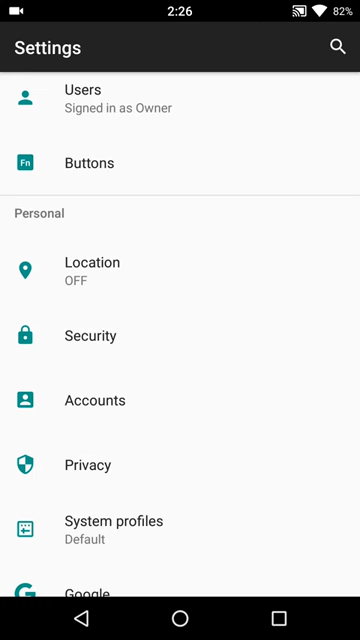 2:26
82%
Settings
Users
Signed in as Owner
Fn
Buttons
Personal
Location
OFF
Security
Accounts
Privacy
System profiles
Default
Google